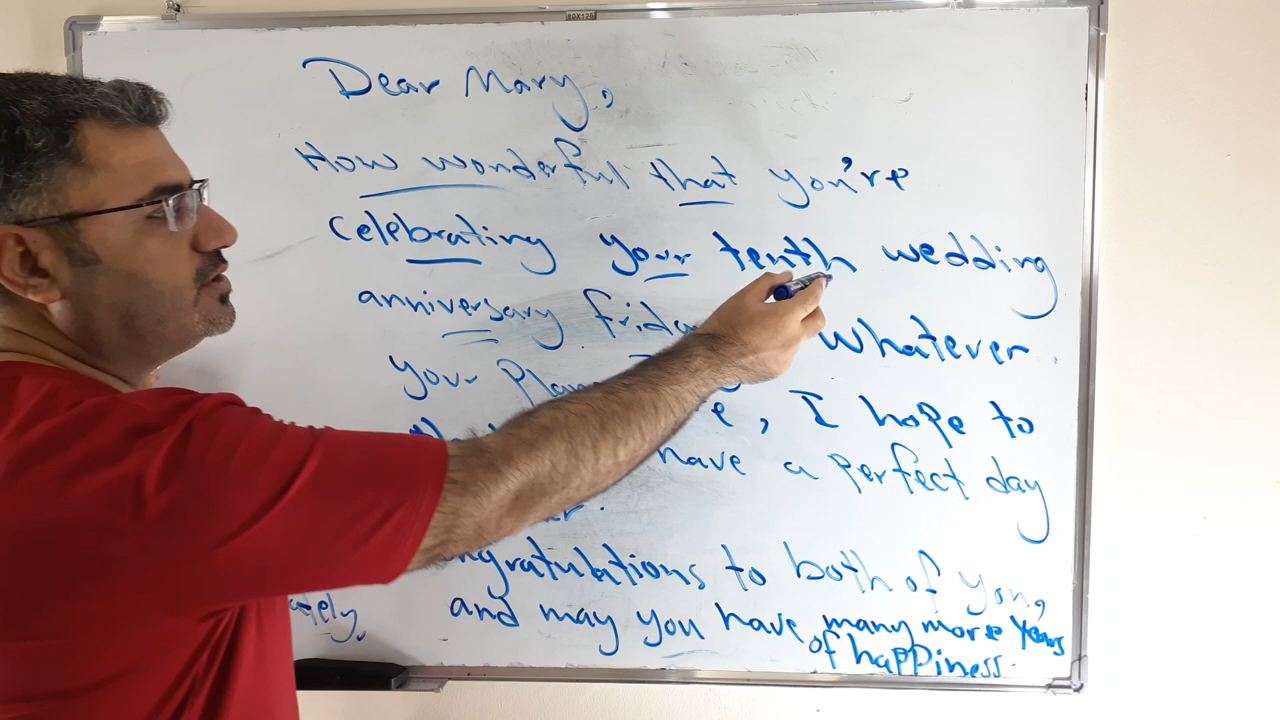 80X120
Dear Mary,
How wonderful that you're
celebrating your tenth wedding
anniversary whatever
your
, I hope to
have a perfect day
to both of you,
and may you have many more years
of happiness.